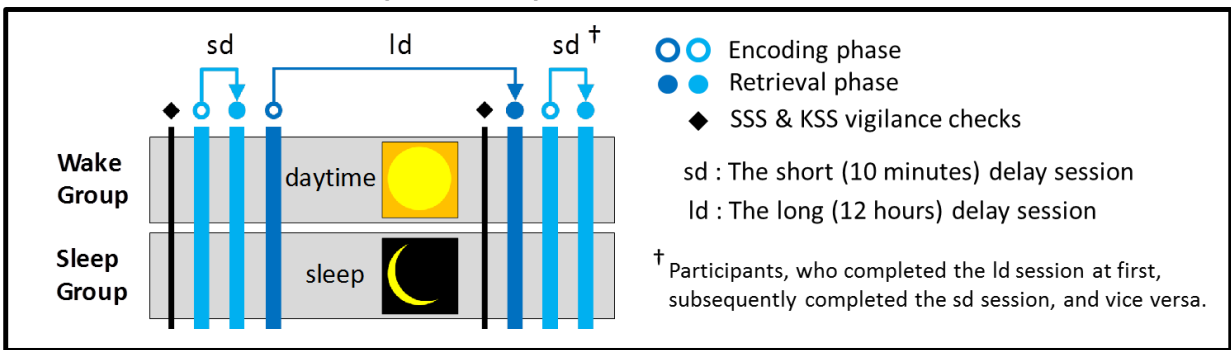 sd
ld
sd †
Encoding phase
Retrieval phase
SSS & KSS vigilance checks
Wake
Group
daytime
sd : The short (10 minutes) delay session
ld : The long (12 hours) delay session
Sleep
Group
sleep
† Participants, who completed the ld session at first,
subsequently completed the sd session, and vice versa.